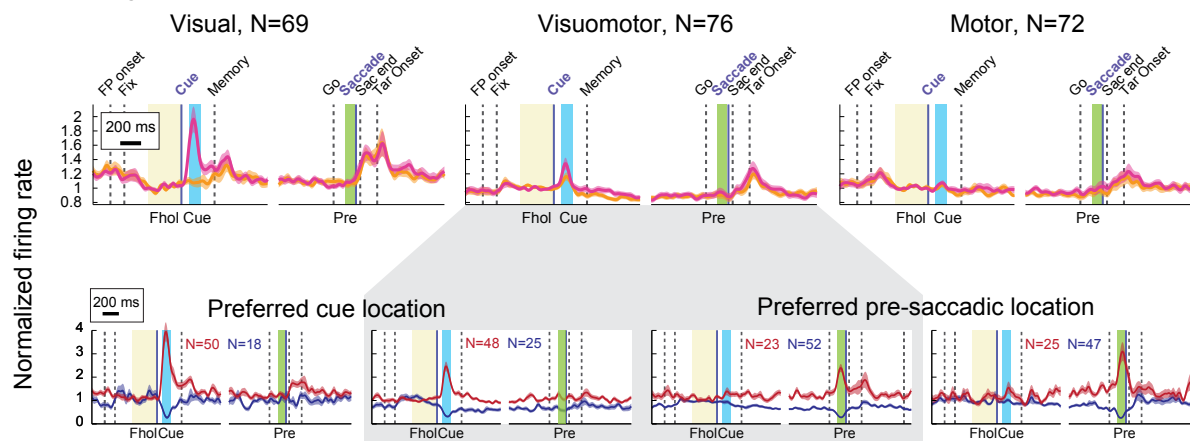 Visual, N=69
Visuomotor, N=76
Motor, N=72
FP onset
Fix
Cue
Memory
Go
Saccade
Sac end
Tar Onset
FP onset
Fix
Cue
Memory
Go
Saccade
Sac end
Tar Onset
FP onset
Fix
Cue
Memory
Go
Saccade
Sac end
Tar Onset
Normalized firing rate
2
1.8
1.6
1.4
1.2
1
0.8
200 ms
Fhol Cue
Pre
Fhol Cue
Pre
Fhol Cue
Pre
200 ms
Preferred cue location
Preferred pre-saccadic location
4
3
2
1
0
N=50 N=18
N=48 N=25
N=23 N=52
N=25 N=47
FholCue
Pre
FholCue
Pre
FholCue
Pre
FholCue
Pre